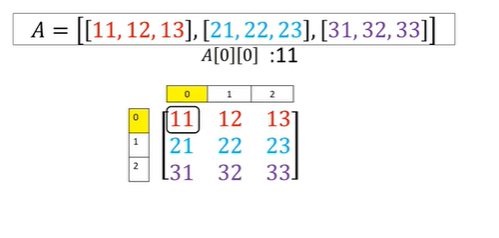 A = [[11, 12, 13], [21, 22, 23], [31, 32, 33]]
A[0][0] :11
0 1 2
0 11 12 13
1 21 22 23
2 31 32 33